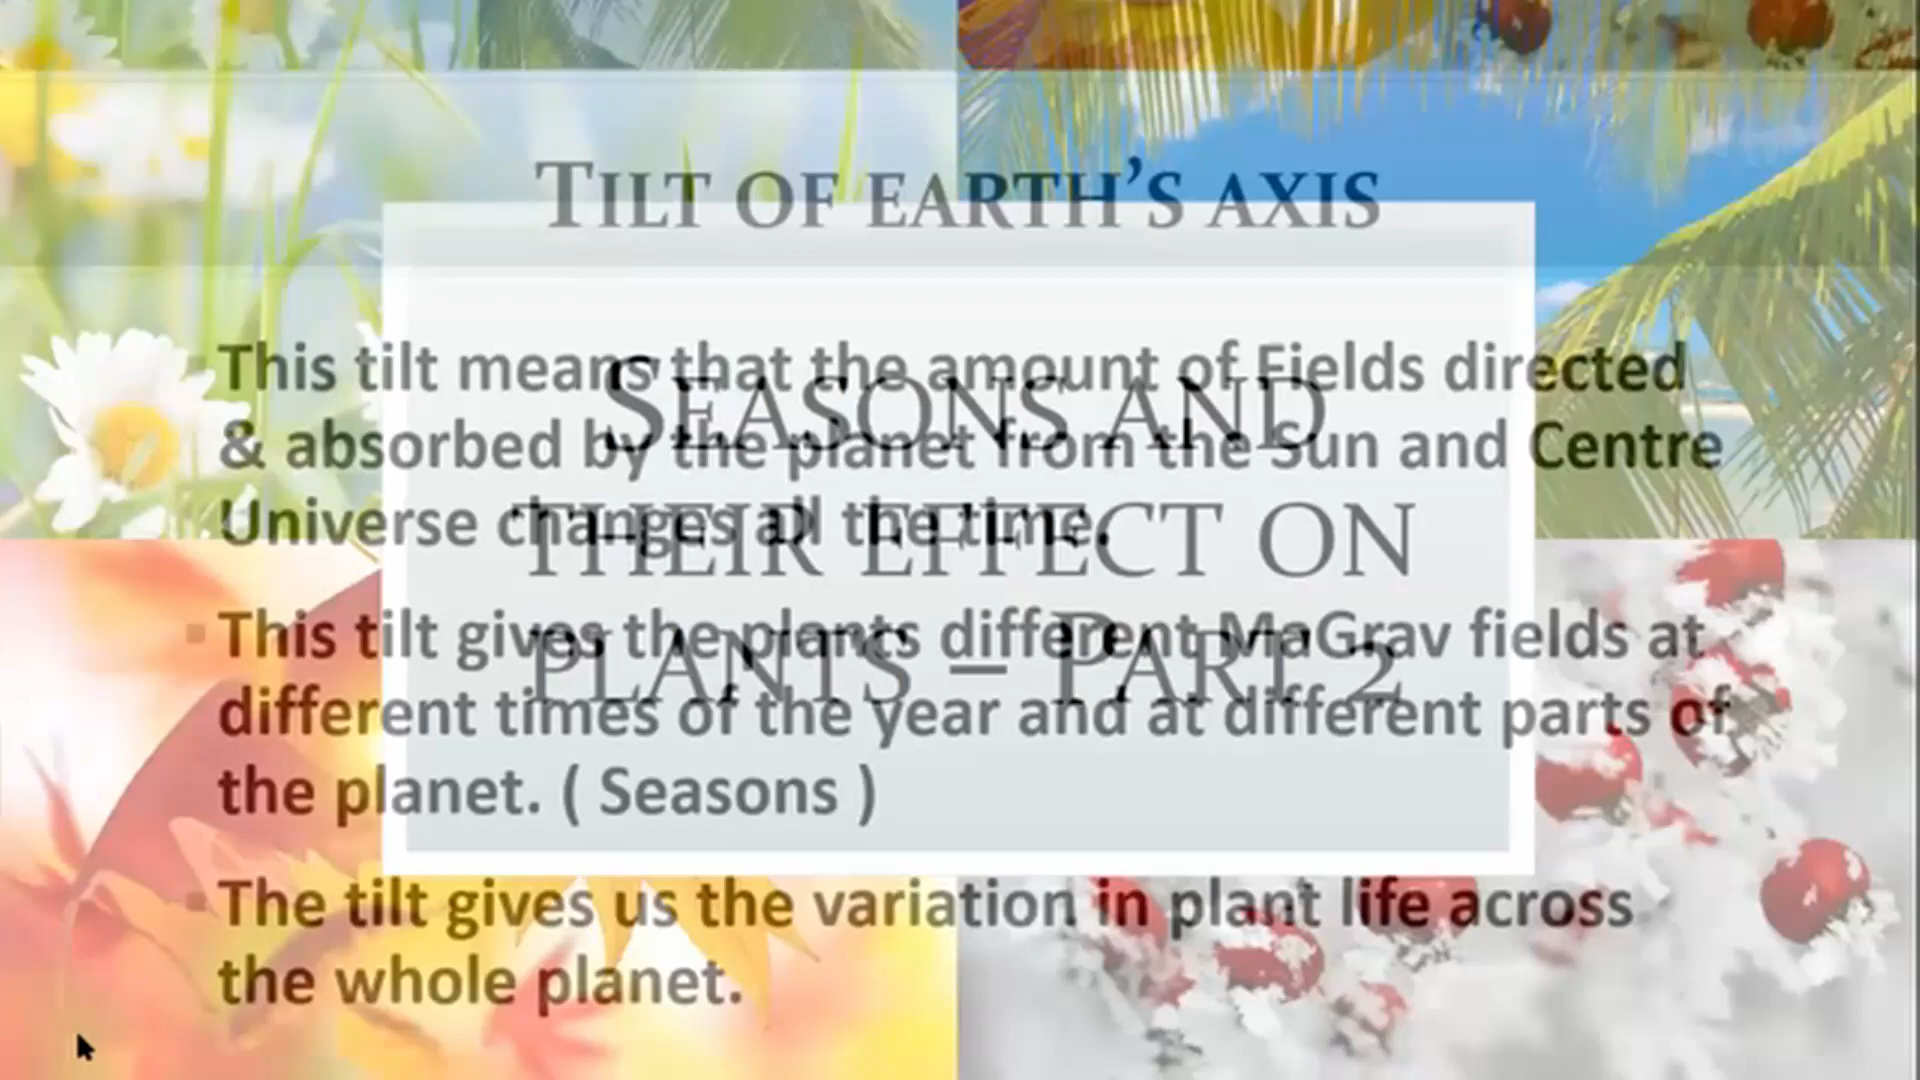 Tilt of earth's axis
This tilt means that the amount of Fields directed
& absorbed by the planet from the Sun and Centre
Universe changes all the time.
This tilt gives the plants different MaGrav fields at
different times of the year and at different parts of
the planet. ( Seasons )
The tilt gives us the variation in plant life across
the whole planet.
Seasons and
their effect on
plants – Part 2